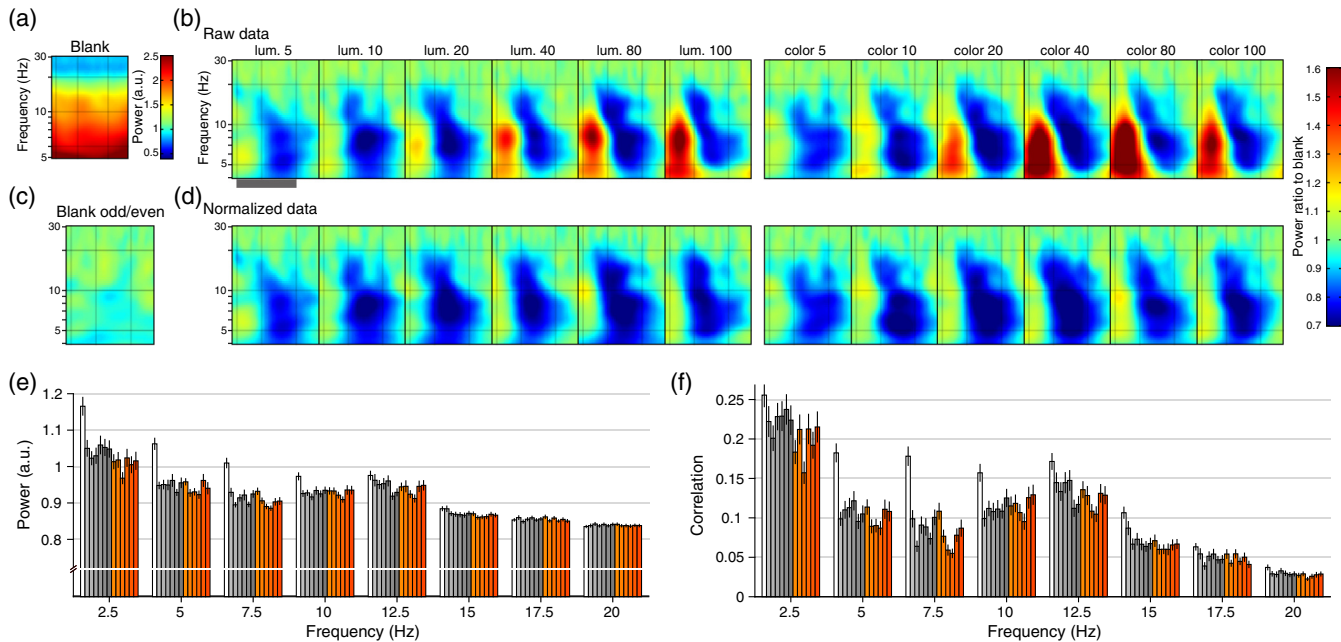 (a)
Blank
Frequency (Hz)
30
10
5
2.5
2
1.5
1
0.5
Power (a.u.)
(b)
Raw data
lum. 5 lum. 10 lum. 20 lum. 40 lum. 80 lum. 100 color 5 color 10 color 20 color 40 color 80 color 100
Frequency (Hz)
30
10
5
(c)
Blank odd/even
30
10
5
(d)
Normalized data
30
10
5
1.6
1.5
1.4
1.3
1.2
1.1
1
0.9
0.8
0.7
Power ratio to blank
(e)
Power (a.u.)
1.2
1.1
1
0.9
0.8
2.5 5 7.5 10 12.5 15 17.5 20
Frequency (Hz)
(f)
Correlation
0.25
0.2
0.15
0.1
0.05
0
2.5 5 7.5 10 12.5 15 17.5 20
Frequency (Hz)